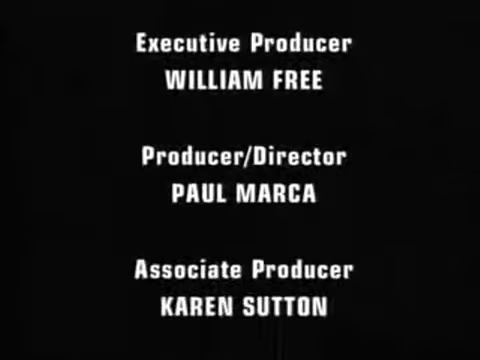 Executive Producer
WILLIAM FREE
Producer/Director
PAUL MARCA
Associate Producer
KAREN SUTTON